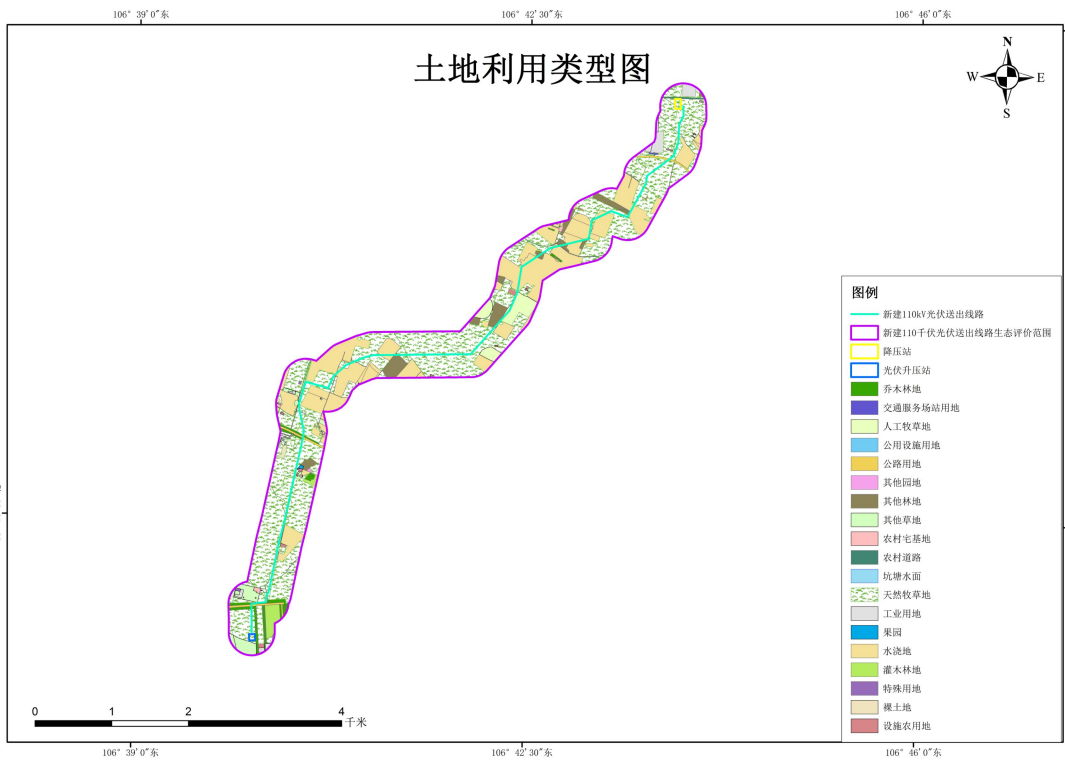 106° 39′ 0″东
106° 42′ 30″东
106° 46′ 0″东
土地利用类型图
N
W
E
S
图例
新建110kV光伏送出线路
新建110千伏光伏送出线路生态评价范围
降压站
光伏升压站
乔木林地
交通服务场站用地
人工牧草地
公用设施用地
公路用地
其他园地
其他林地
其他草地
农村宅基地
农村道路
坑塘水面
天然牧草地
工业用地
果园
水浇地
灌木林地
特殊用地
裸土地
设施农用地
0 1 2 4
千米
106° 39′ 0″东
106° 42′ 30″东
106° 46′ 0″东